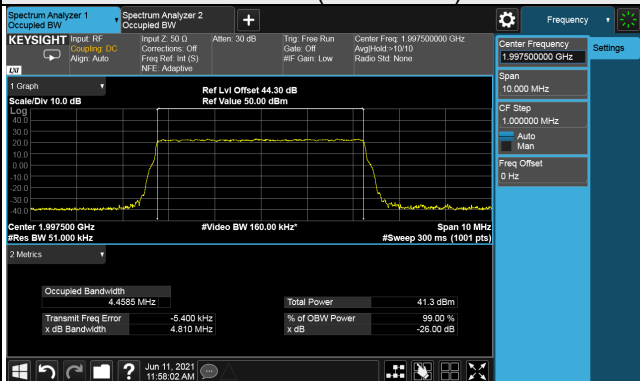 Spectrum Analyzer 1
Occupied BW
Spectrum Analyzer 2
Occupied BW
+
Frequency
KEYSIGHT
Input: RF
Coupling: DC
Align: Auto
Input Z: 50 Ω
Corrections: Off
Freq Ref: Int (S)
NFE: Adaptive
Atten: 30 dB
Trig: Free Run
Gate: Off
#IF Gain: Low
Center Freq: 1.997500000 GHz
Avg|Hold:>10/10
Radio Std: None
LXI
Center Frequency
1.997500000 GHz
Settings
Span
10.000 MHz
CF Step
1.000000 MHz
Auto
Man
Freq Offset
0 Hz
1 Graph
Scale/Div 10.0 dB
Ref Lvl Offset 44.30 dB
Ref Value 50.00 dBm
Log
40.0
30.0
20.0
10.0
0.00
-10.0
-20.0
-30.0
-40.0
Center 1.997500 GHz
#Res BW 51.000 kHz
#Video BW 160.00 kHz*
Span 10 MHz
#Sweep 300 ms (1001 pts)
2 Metrics
Occupied Bandwidth
4.4585 MHz
Total Power 41.3 dBm
Transmit Freq Error -5.400 kHz
% of OBW Power 99.00 %
x dB Bandwidth 4.810 MHz
x dB -26.00 dB
?
Jun 11, 2021
11:58:02 AM